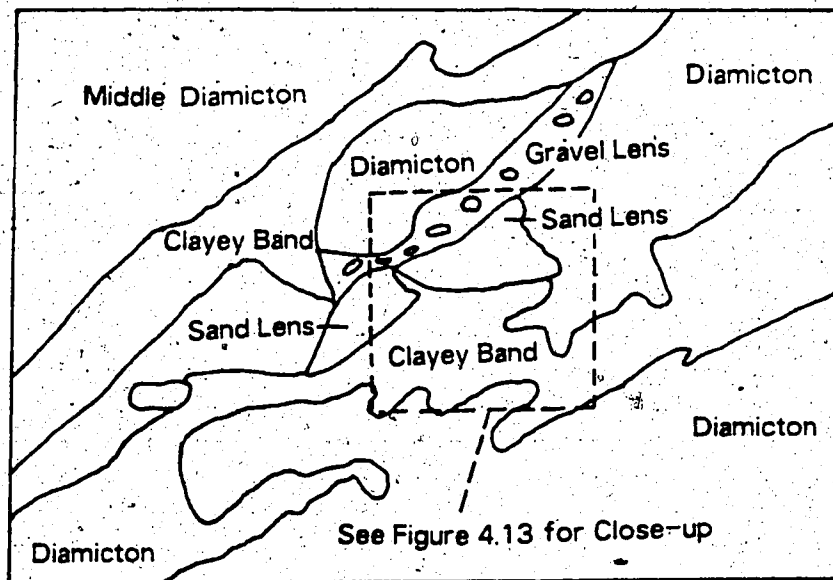 Diamicton
Middle Diamicton
Gravel Lens
Diamicton
Sand Lens
Clayey Band
Sand Lens
Clayey Band
Diamicton
See Figure 4.13 for Close-up
Diamicton